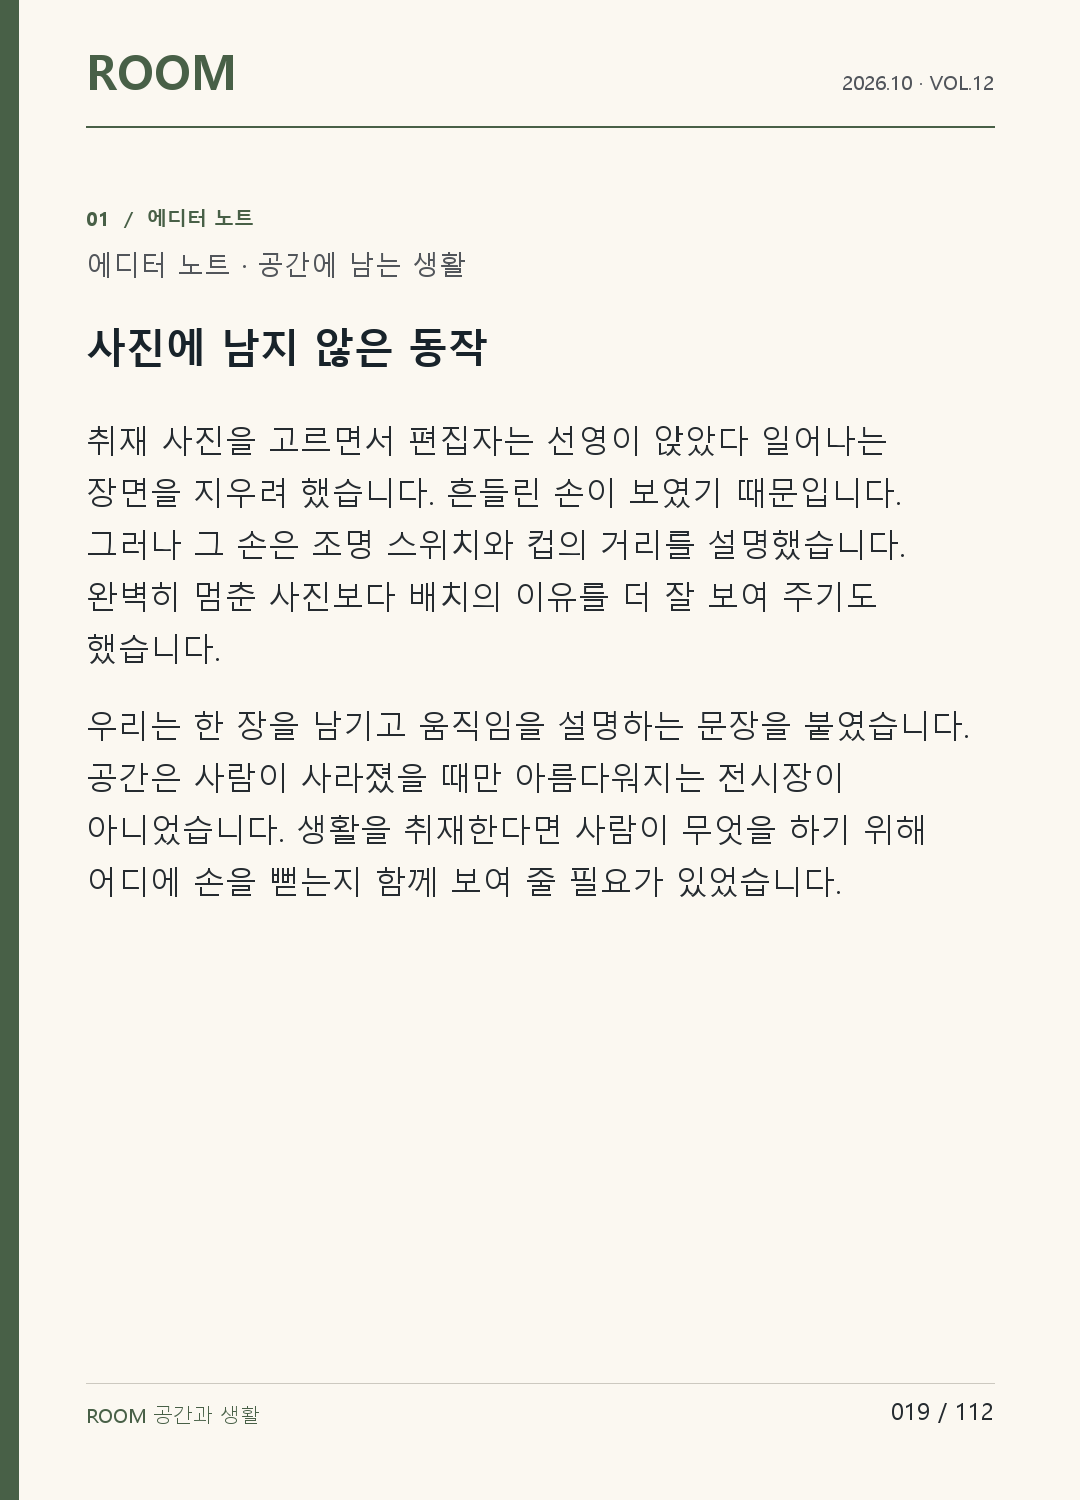 ROOM
2026.10 · VOL.12
01 / 에디터 노트
에디터 노트 · 공간에 남는 생활
사진에 남지 않은 동작
취재 사진을 고르면서 편집자는 선영이 앉았다 일어나는
장면을 지우려 했습니다. 흔들린 손이 보였기 때문입니다.
그러나 그 손은 조명 스위치와 컵의 거리를 설명했습니다.
완벽히 멈춘 사진보다 배치의 이유를 더 잘 보여 주기도
했습니다.
우리는 한 장을 남기고 움직임을 설명하는 문장을 붙였습니다.
공간은 사람이 사라졌을 때만 아름다워지는 전시장이
아니었습니다. 생활을 취재한다면 사람이 무엇을 하기 위해
어디에 손을 뻗는지 함께 보여 줄 필요가 있었습니다.
ROOM 공간과 생활
019 / 112